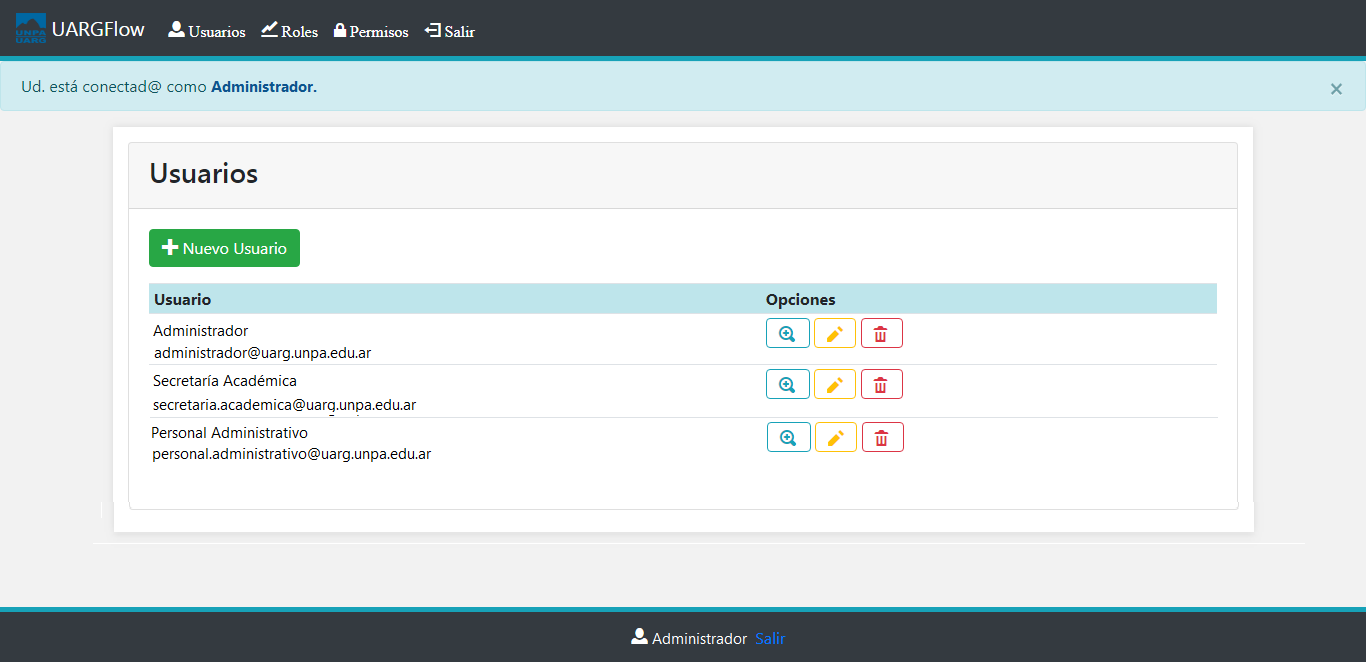 UNPA
UARG
UARGFlow Usuarios Roles Permisos Salir
Ud. está conectad@ como Administrador. ×
Usuarios
Nuevo Usuario
Usuario Opciones
Administrador
administrador@uarg.unpa.edu.ar
Secretaría Académica
secretaria.academica@uarg.unpa.edu.ar
Personal Administrativo
personal.administrativo@uarg.unpa.edu.ar
Administrador Salir